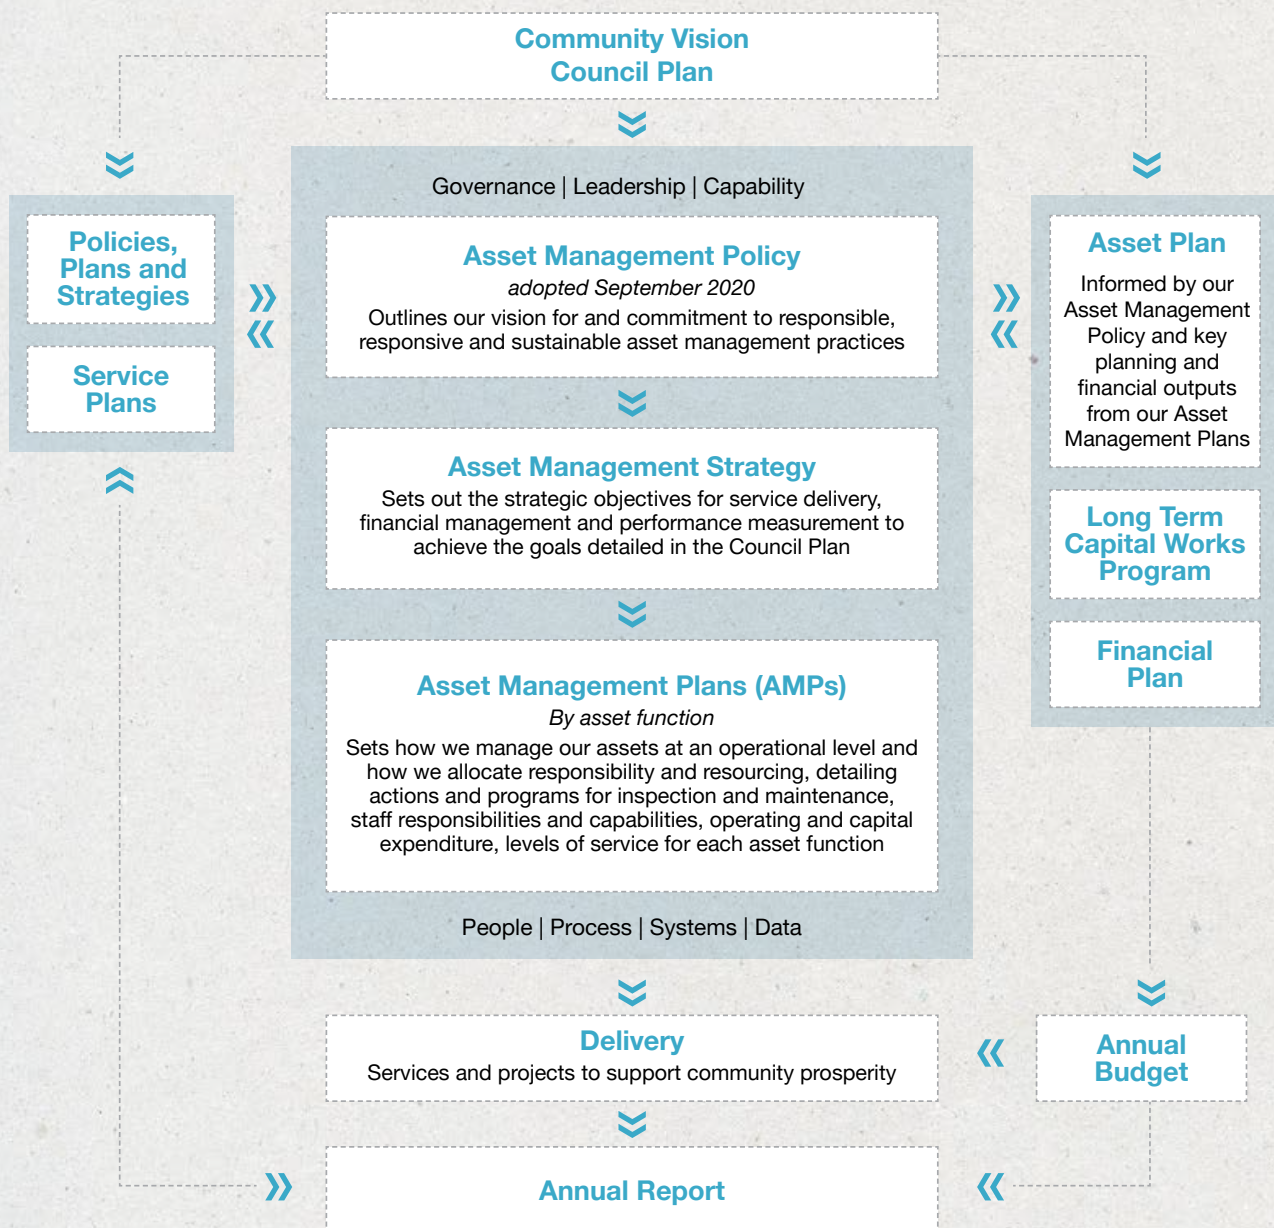 Community Vision
Council Plan
Governance | Leadership | Capability
Policies,
Plans and
Strategies
Service
Plans
Asset Management Policy
adopted September 2020
Outlines our vision for and commitment to responsible,
responsive and sustainable asset management practices
Asset Management Strategy
Sets out the strategic objectives for service delivery,
financial management and performance measurement to
achieve the goals detailed in the Council Plan
Asset Management Plans (AMPs)
By asset function
Sets how we manage our assets at an operational level and
how we allocate responsibility and resourcing, detailing
actions and programs for inspection and maintenance,
staff responsibilities and capabilities, operating and capital
expenditure, levels of service for each asset function
People | Process | Systems | Data
Asset Plan
Informed by our
Asset Management
Policy and key
planning and
financial outputs
from our Asset
Management Plans
Long Term
Capital Works
Program
Financial
Plan
Delivery
Services and projects to support community prosperity
Annual
Budget
Annual Report